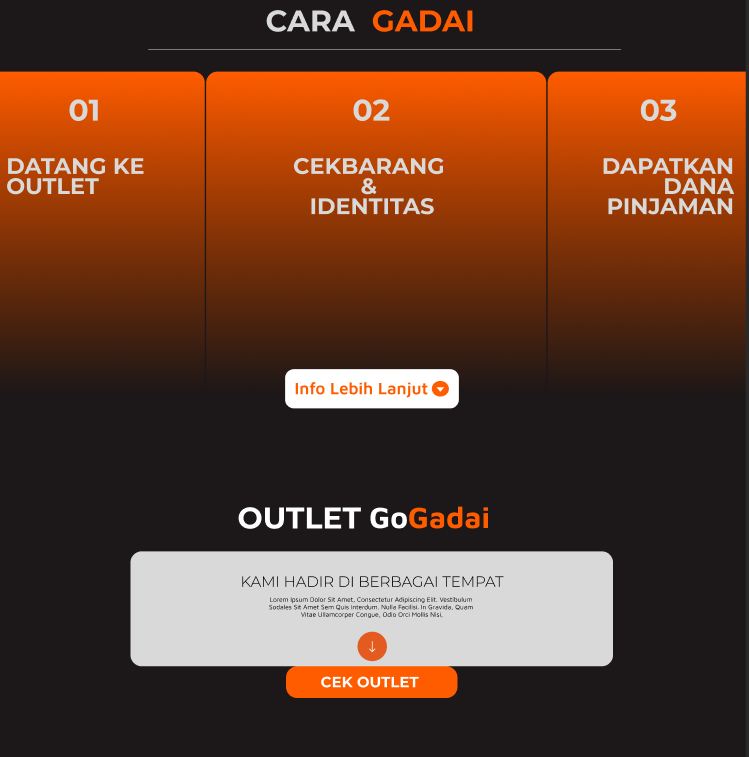 CARA GADAI
01
DATANG KE
OUTLET
02
CEKBARANG
&
IDENTITAS
03
DAPATKAN
DANA
PINJAMAN
Info Lebih Lanjut
OUTLET GoGadai
KAMI HADIR DI BERBAGAI TEMPAT
Lorem Ipsum Dolor Sit Amet, Consectetur Adipiscing Elit. Vestibulum
Sodales Sit Amet Sem Quis Interdum. Nulla Facilisi. In Gravida, Quam
Vitae Ullamcorper Congue, Odio Orci Mollis Nisi,
CEK OUTLET